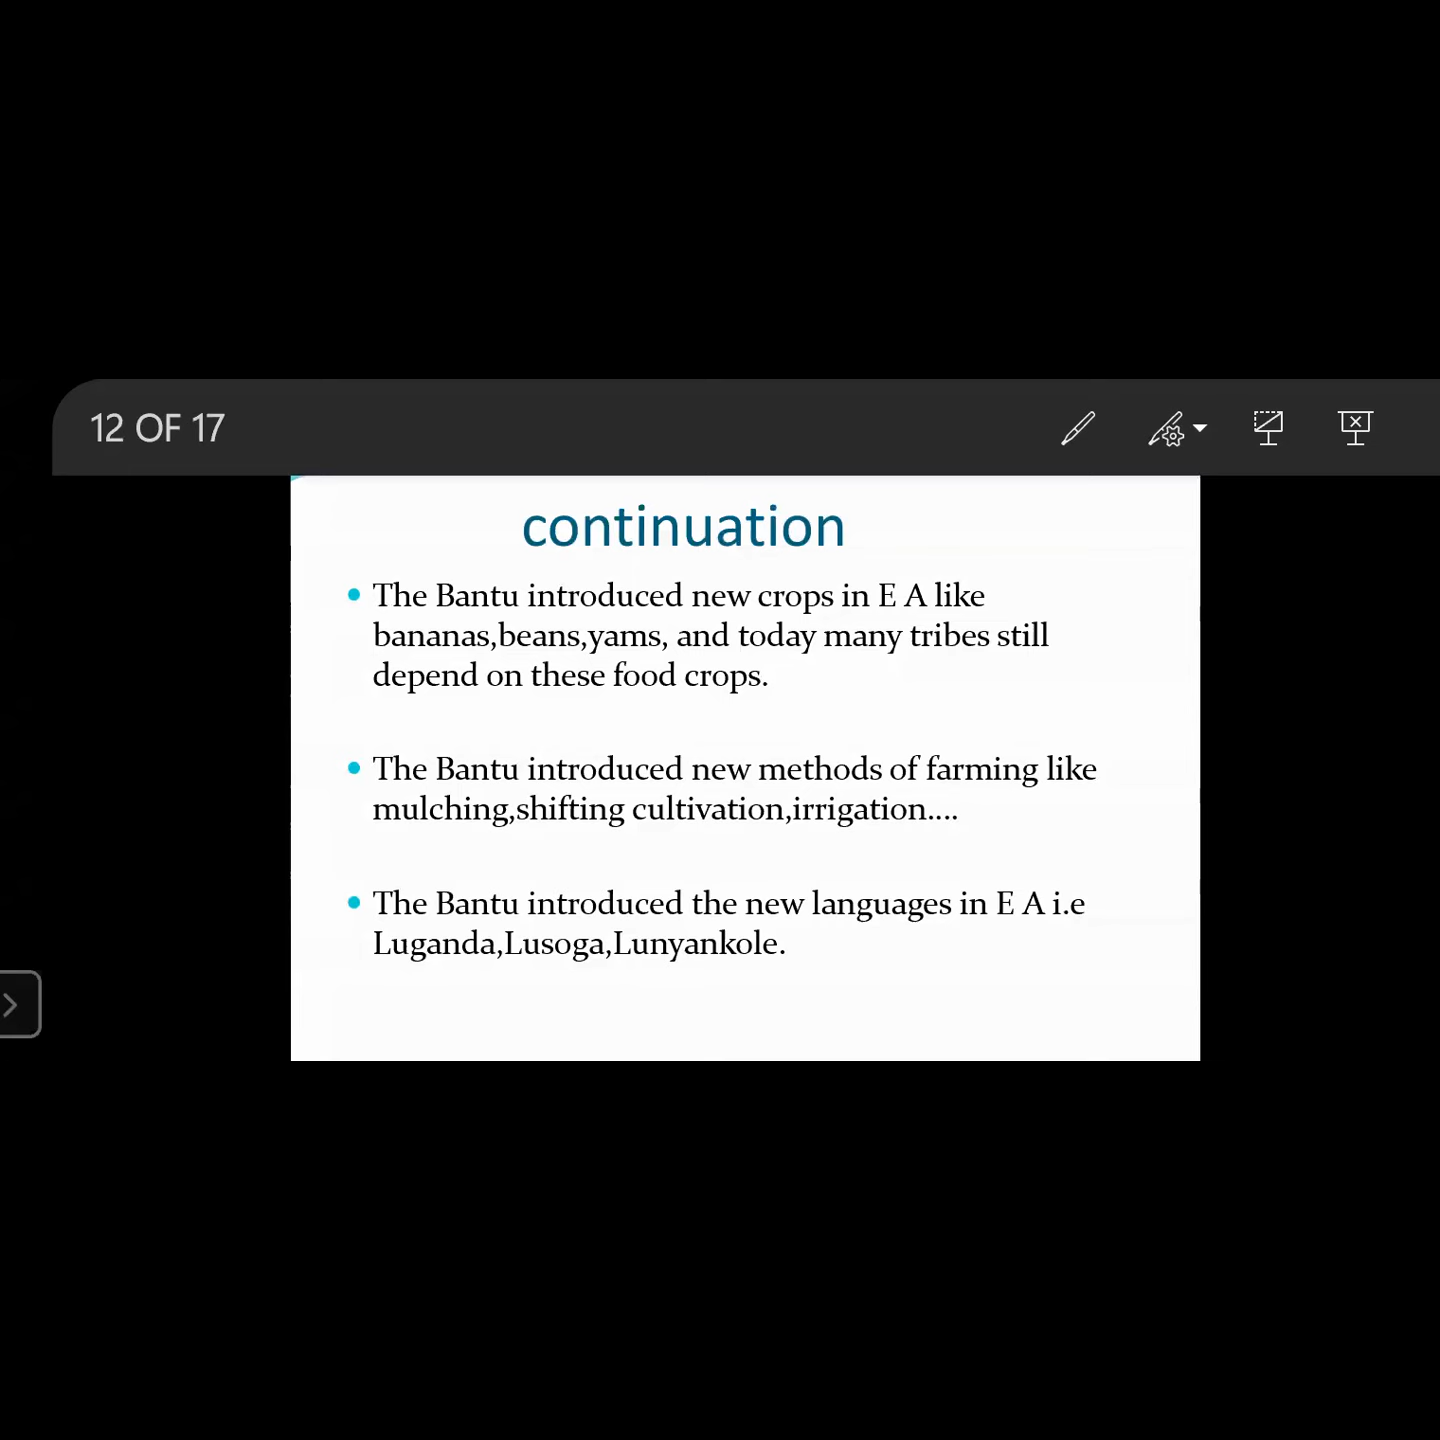 12 OF 17
continuation
The Bantu introduced new crops in E A like
bananas,beans,yams, and today many tribes still
depend on these food crops.
The Bantu introduced new methods of farming like
mulching,shifting cultivation,irrigation....
The Bantu introduced the new languages in E A i.e
Luganda,Lusoga,Lunyankole.